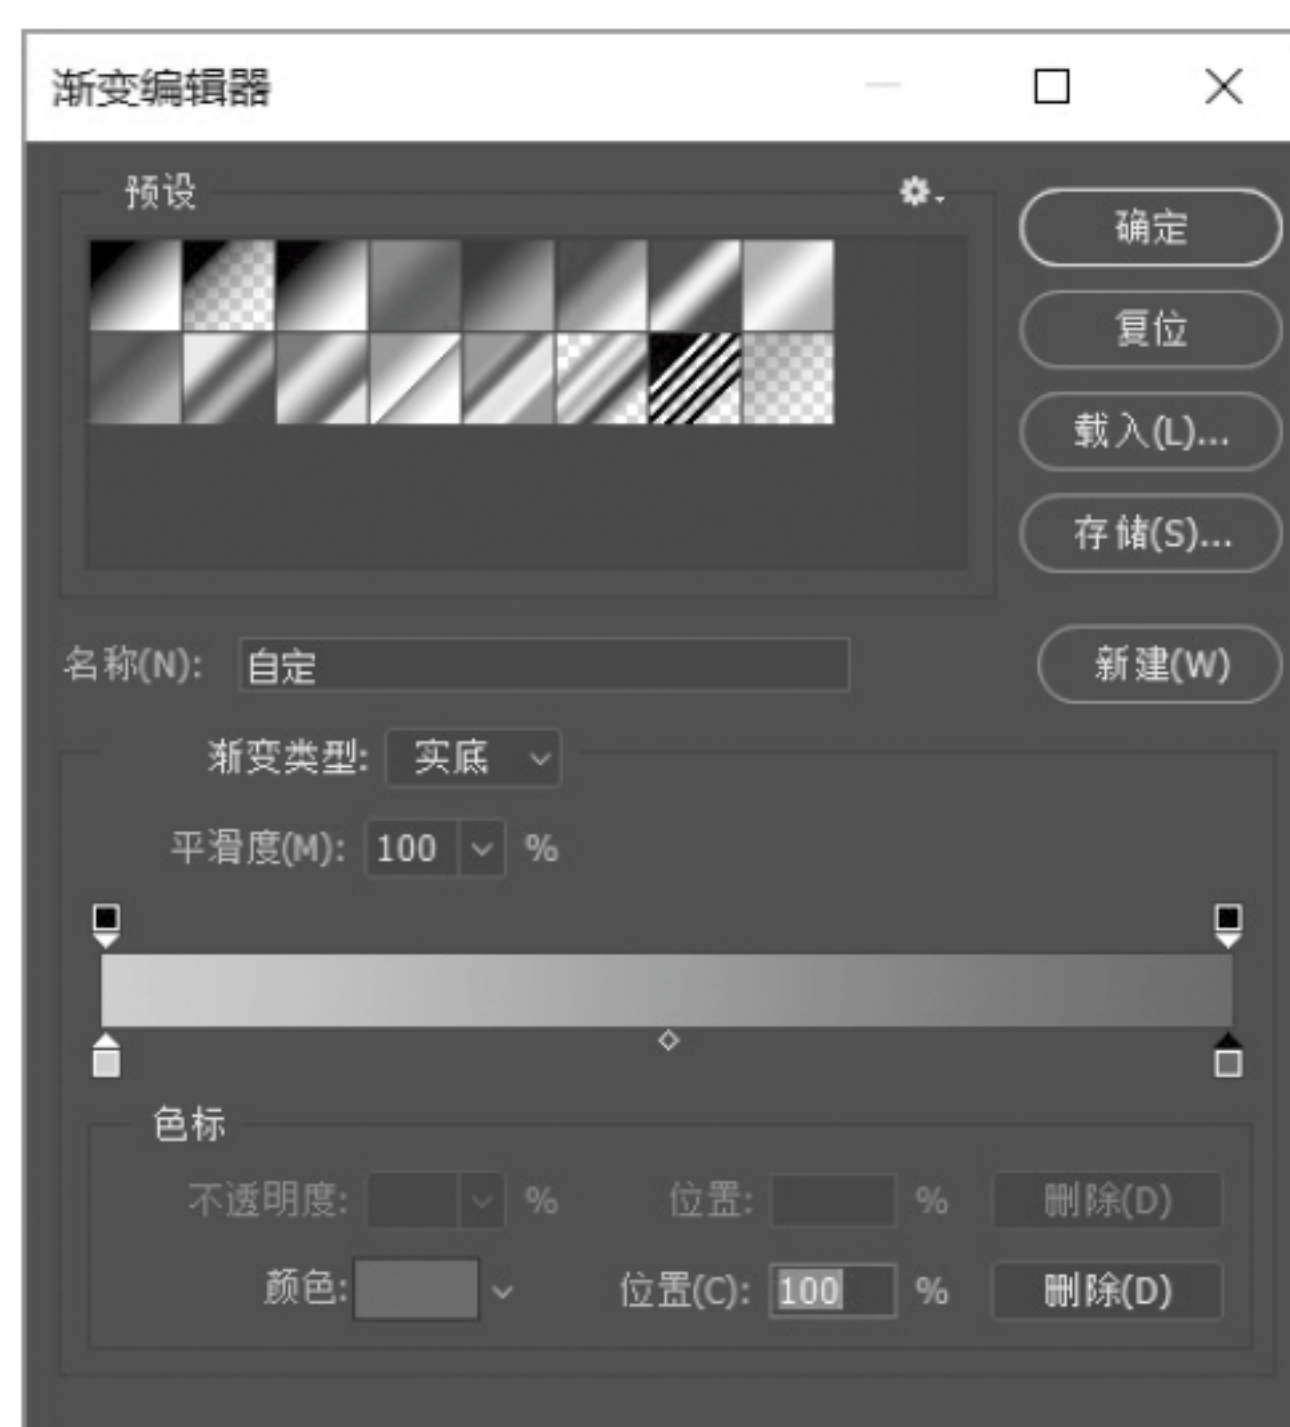 渐变编辑器
预设
确定
复位
载入(L)...
存储(S)...
名称(N): 自定
新建(W)
渐变类型: 实底
平滑度(M): 100 %
色标
不透明度: % 位置: % 删除(D)
颜色: 位置(C): 100 % 删除(D)